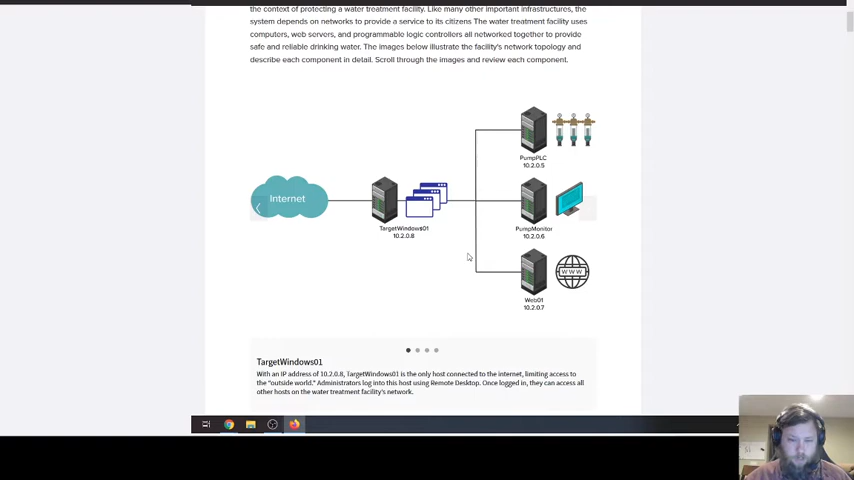 the context of protecting a water treatment facility. Like many other important infrastructures, the
system depends on networks to provide a service to its citizens The water treatment facility uses
computers, web servers, and programmable logic controllers all networked together to provide
safe and reliable drinking water. The images below illustrate the facility's network topology and
describe each component in detail. Scroll through the images and review each component.
PumpPLC
10.2.0.5
Internet
TargetWindows01
10.2.0.8
PumpMonitor
10.2.0.6
WWW
Web01
10.2.0.7
TargetWindows01
With an IP address of 10.2.0.8, TargetWindows01 is the only host connected to the internet, limiting access to
the "outside world." Administrators log into this host using Remote Desktop. Once logged in, they can access all
other hosts on the water treatment facility's network.